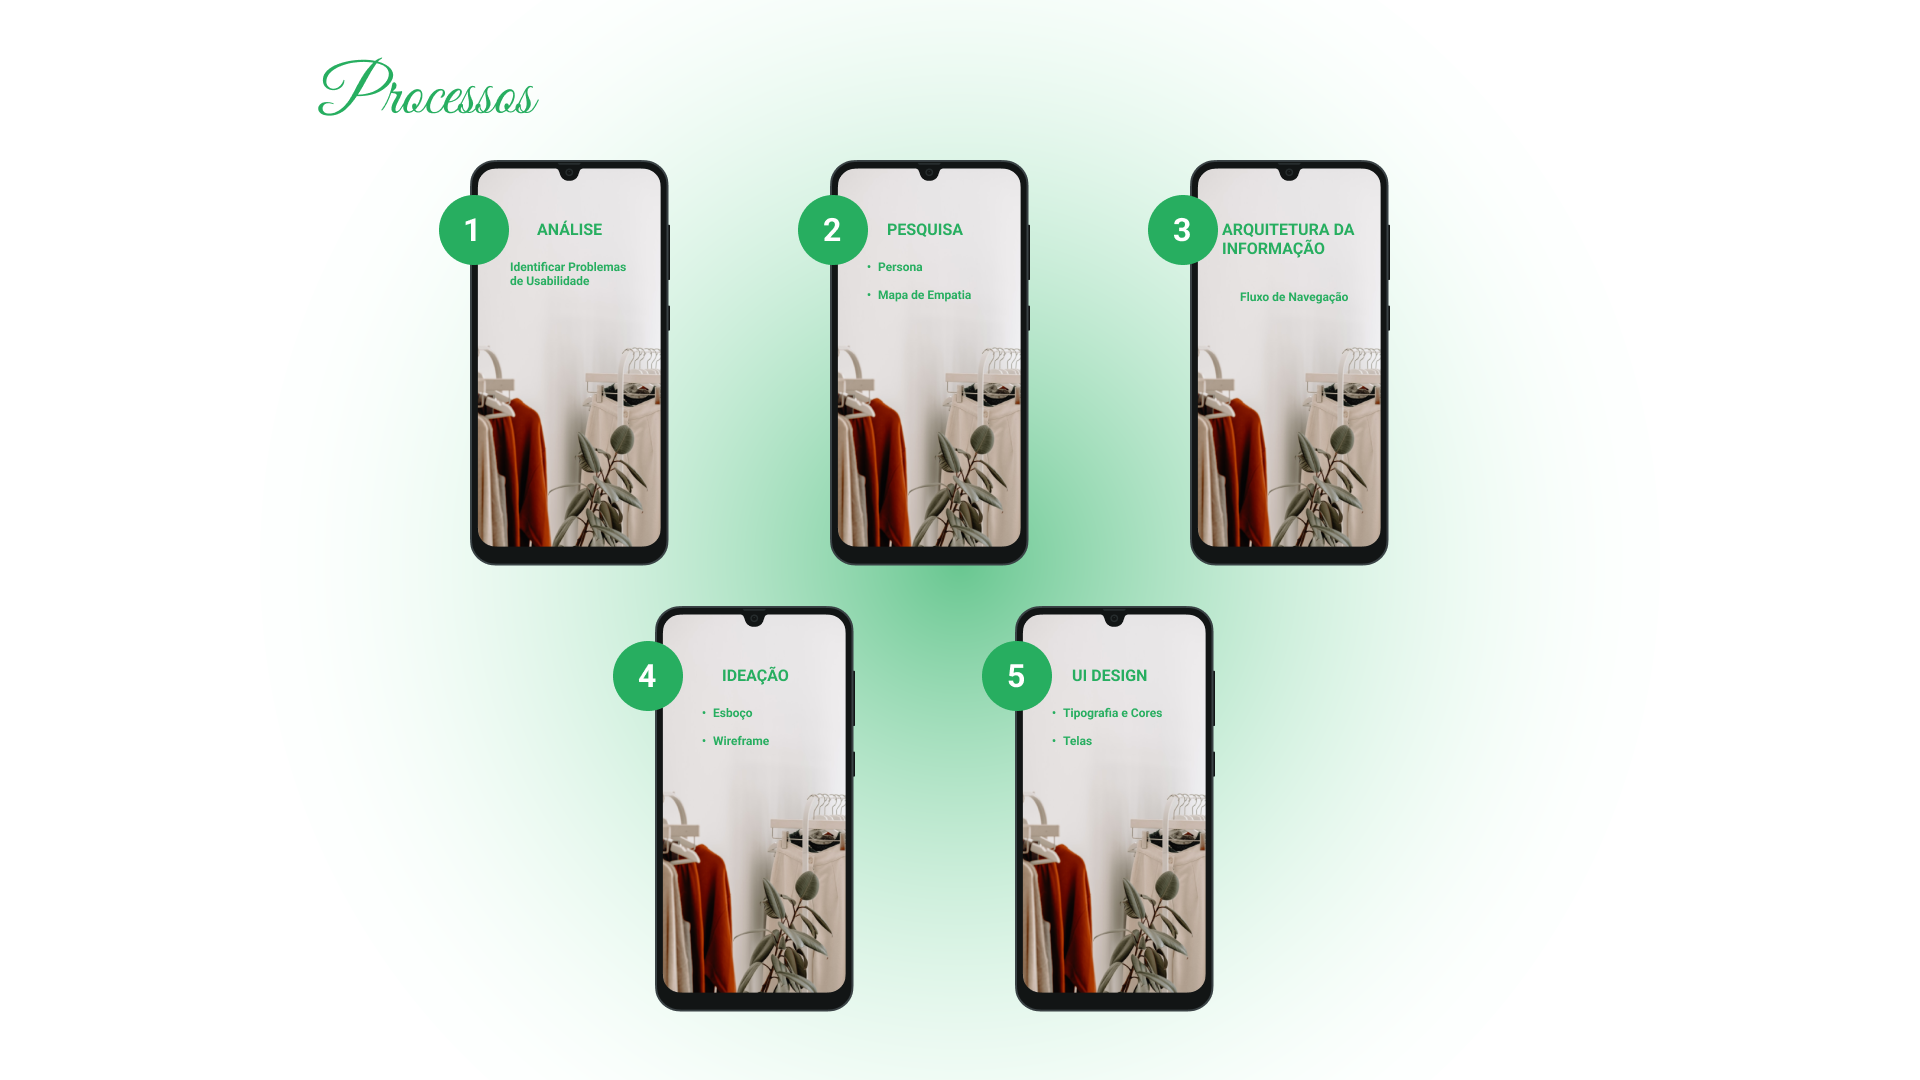 Processos
1
ANÁLISE
Identificar Problemas
de Usabilidade
2
PESQUISA
• Persona
• Mapa de Empatia
3
ARQUITETURA DA
INFORMAÇÃO
Fluxo de Navegação
4
IDEAÇÃO
• Esboço
• Wireframe
5
UI DESIGN
• Tipografia e Cores
• Telas